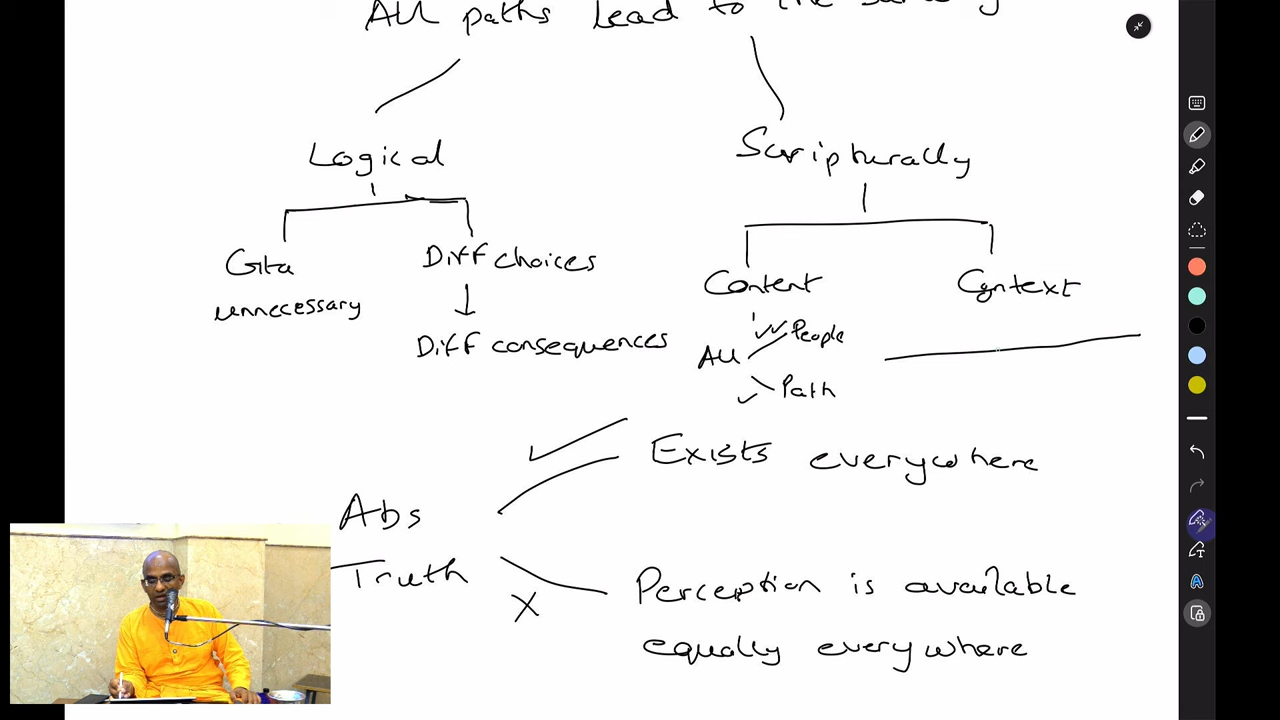 All paths lead to the
Logical
Scripturally
Gita
unnecessary
Diff choices
Diff consequences
Content
Context
All
People
Path
Abs
Truth
Exists everywhere
Perception is available
equally everywhere